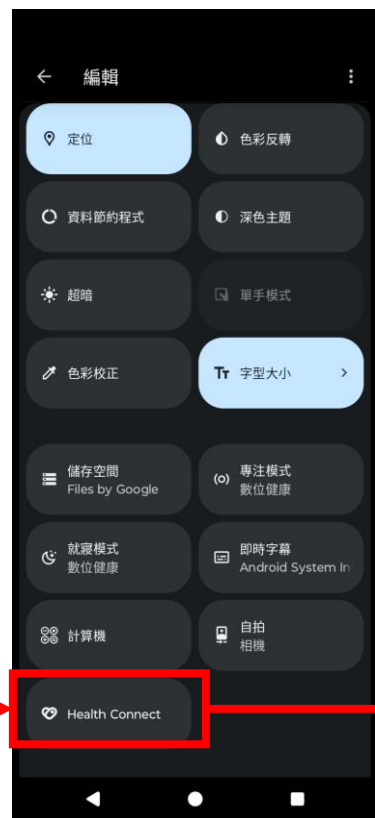 編輯
定位
色彩反轉
資料節約程式
深色主題
超暗
單手模式
色彩校正
Tт 字型大小
儲存空間
Files by Google
專注模式
數位健康
就寢模式
數位健康
即時字幕
Android System In
計算機
自拍
相機
Health Connect